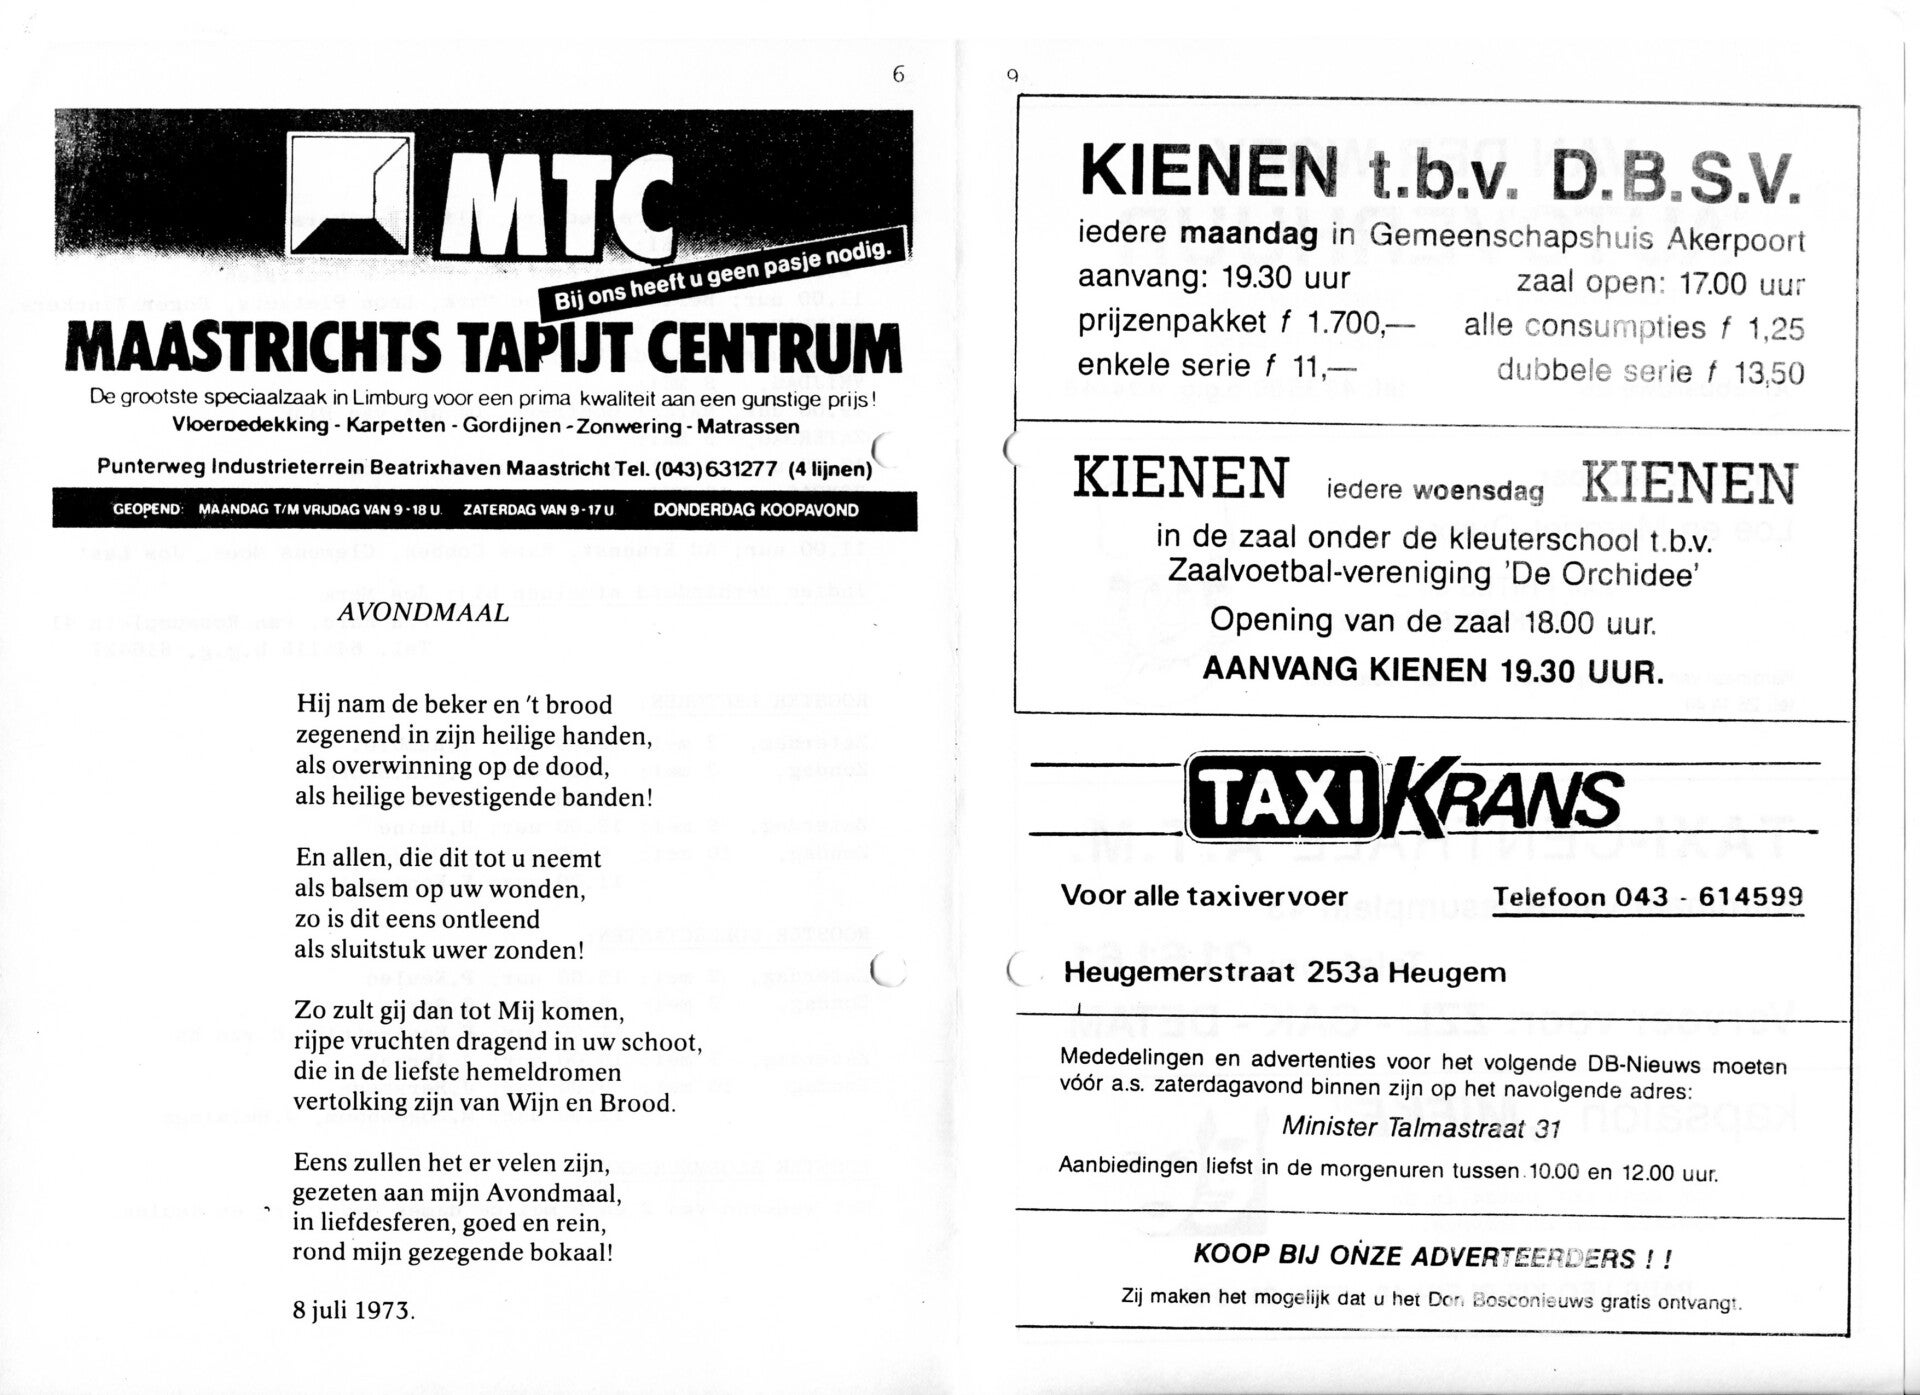 6
MTC
Bij ons heeft u geen pasje nodig.
MAASTRICHTS TAPIJT CENTRUM
De grootste speciaalzaak in Limburg voor een prima kwaliteit aan een gunstige prijs!
Vloerpedekking - Karpetten - Gordijnen - Zonwering - Matrassen
Punterweg Industrieterrein Beatrixhaven Maastricht Tel. (043) 631277 (4 lijnen)
GEOPEND: MAANDAG T/M VRIJDAG VAN 9-18 U. ZATERDAG VAN 9-17 U. DONDERDAG KOOPAVOND
AVONDMAAL
Hij nam de beker en 't brood
zegenend in zijn heilige handen,
als overwinning op de dood,
als heilige bevestigende banden!
En allen, die dit tot u neemt
als balsem op uw wonden,
zo is dit eens ontleend
als sluitstuk uwer zonden!
Zo zult gij dan tot Mij komen,
rijpe vruchten dragend in uw schoot,
die in de liefste hemeldromen
vertolking zijn van Wijn en Brood.
Eens zullen het er velen zijn,
gezeten aan mijn Avondmaal,
in liefdesferen, goed en rein,
rond mijn gezegende bokaal!
8 juli 1973.
9
KIENEN t.b.v. D.B.S.V.
iedere maandag in Gemeenschapshuis Akerpoort
aanvang: 19.30 uur zaal open: 17.00 uur
prijzenpakket f 1.700,— alle consumpties f 1,25
enkele serie f 11,— dubbele serie f 13,50
KIENEN iedere woensdag KIENEN
in de zaal onder de kleuterschool t.b.v.
Zaalvoetbal-vereniging 'De Orchidee'
Opening van de zaal 18.00 uur.
AANVANG KIENEN 19.30 UUR.
TAXI KRANS
Voor alle taxivervoer Telefoon 043 - 614599
Heugemerstraat 253a Heugem
Mededelingen en advertenties voor het volgende DB-Nieuws moeten
vóór a.s. zaterdagavond binnen zijn op het navolgende adres:
Minister Talmastraat 31
Aanbiedingen liefst in de morgenuren tussen 10.00 en 12.00 uur.
KOOP BIJ ONZE ADVERTEERDERS ! !
Zij maken het mogelijk dat u het Don Bosconieuws gratis ontvangt.